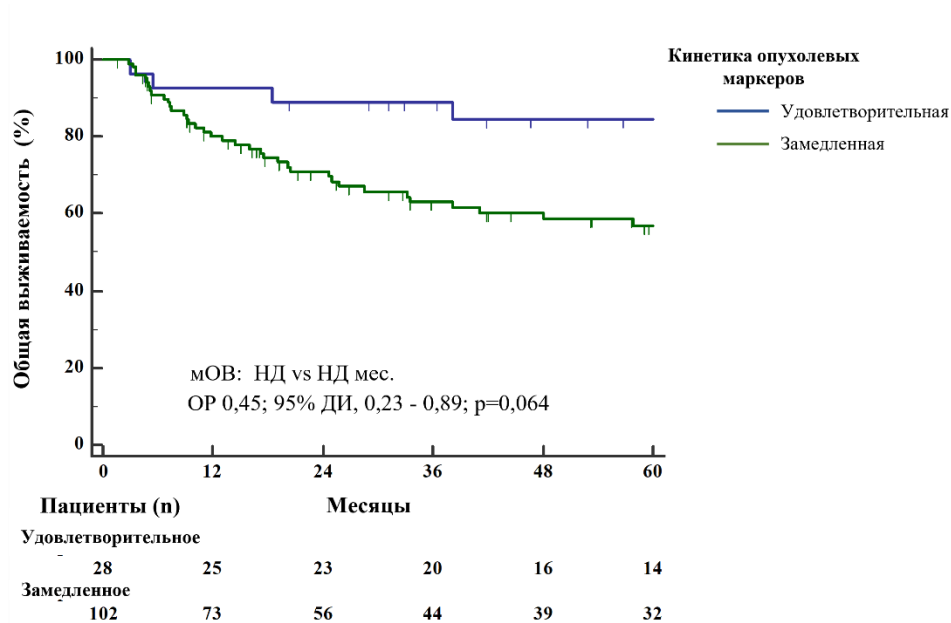 Кинетика опухолевых
маркеров
Удовлетворительная
Замедленная
Общая выживаемость (%)
100
80
60
40
20
0
мОВ: НД vs НД мес.
ОР 0,45; 95% ДИ, 0,23 - 0,89; p=0,064
0 12 24 36 48 60
Пациенты (n) Месяцы
Удовлетворительное
28 25 23 20 16 14
Замедленное
102 73 56 44 39 32